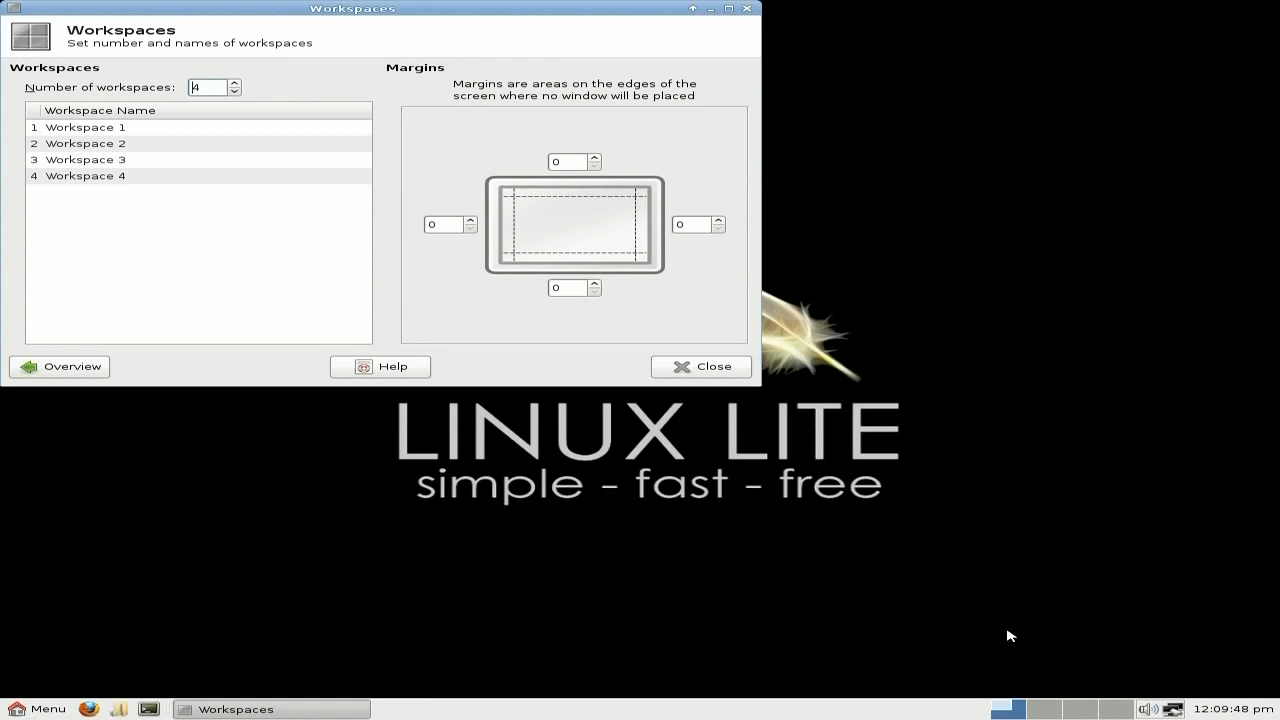 Workspaces
Workspaces
Set number and names of workspaces
Workspaces
Number of workspaces: 4
Workspace Name
1 Workspace 1
2 Workspace 2
3 Workspace 3
4 Workspace 4
Margins
Margins are areas on the edges of the
screen where no window will be placed
0
0
0
0
Overview
Help
Close
LINUX LITE
simple - fast - free
Menu
Workspaces
12:09:48 pm